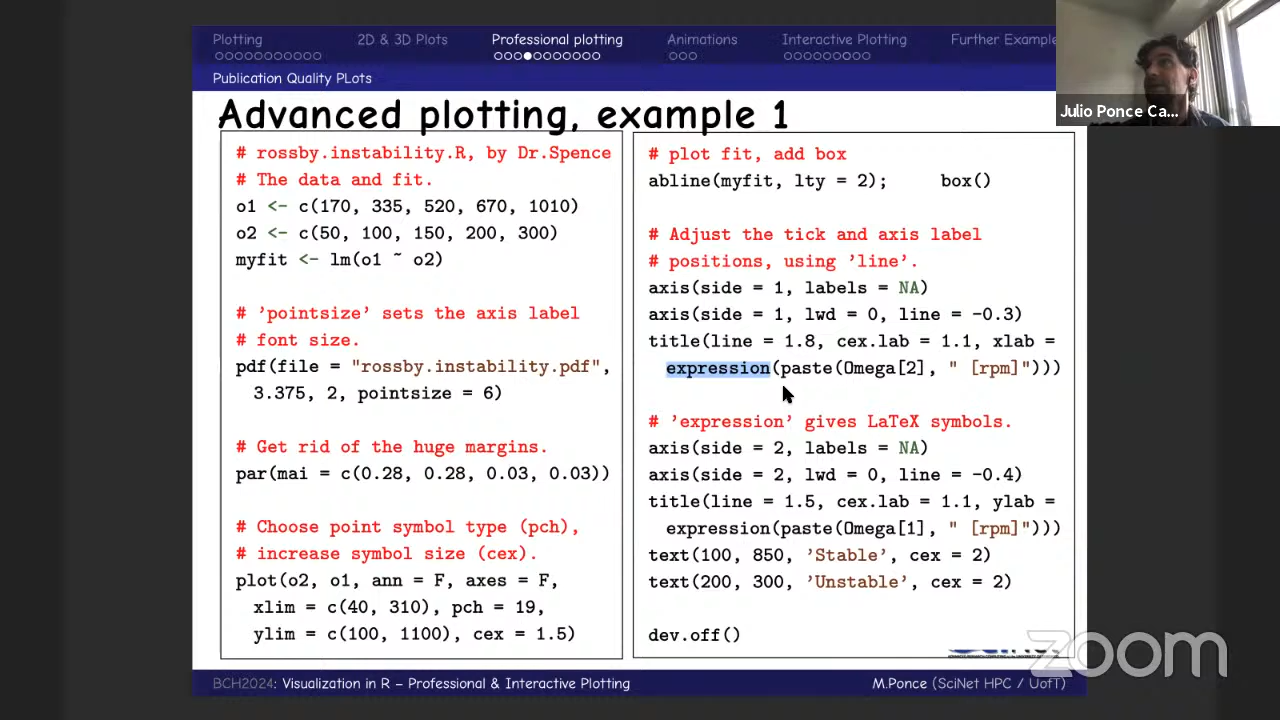 Plotting 2D & 3D Plots Professional plotting Animations Interactive Plotting Further Example
Publication Quality PLots
Julio Ponce Ca...
Advanced plotting, example 1
# rossby.instability.R, by Dr.Spence
# The data and fit.
o1 <- c(170, 335, 520, 670, 1010)
o2 <- c(50, 100, 150, 200, 300)
myfit <- lm(o1 ~ o2)
# 'pointsize' sets the axis label
# font size.
pdf(file = "rossby.instability.pdf",
3.375, 2, pointsize = 6)
# Get rid of the huge margins.
par(mai = c(0.28, 0.28, 0.03, 0.03))
# Choose point symbol type (pch),
# increase symbol size (cex).
plot(o2, o1, ann = F, axes = F,
xlim = c(40, 310), pch = 19,
ylim = c(100, 1100), cex = 1.5)
# plot fit, add box
abline(myfit, lty = 2); box()
# Adjust the tick and axis label
# positions, using 'line'.
axis(side = 1, labels = NA)
axis(side = 1, lwd = 0, line = -0.3)
title(line = 1.8, cex.lab = 1.1, xlab =
expression(paste(Omega[2], " [rpm]")))
# 'expression' gives LaTeX symbols.
axis(side = 2, labels = NA)
axis(side = 2, lwd = 0, line = -0.4)
title(line = 1.5, cex.lab = 1.1, ylab =
expression(paste(Omega[1], " [rpm]")))
text(100, 850, 'Stable', cex = 2)
text(200, 300, 'Unstable', cex = 2)
dev.off()
zoom
BCH2024: Visualization in R – Professional & Interactive Plotting M.Ponce (SciNet HPC / UofT)